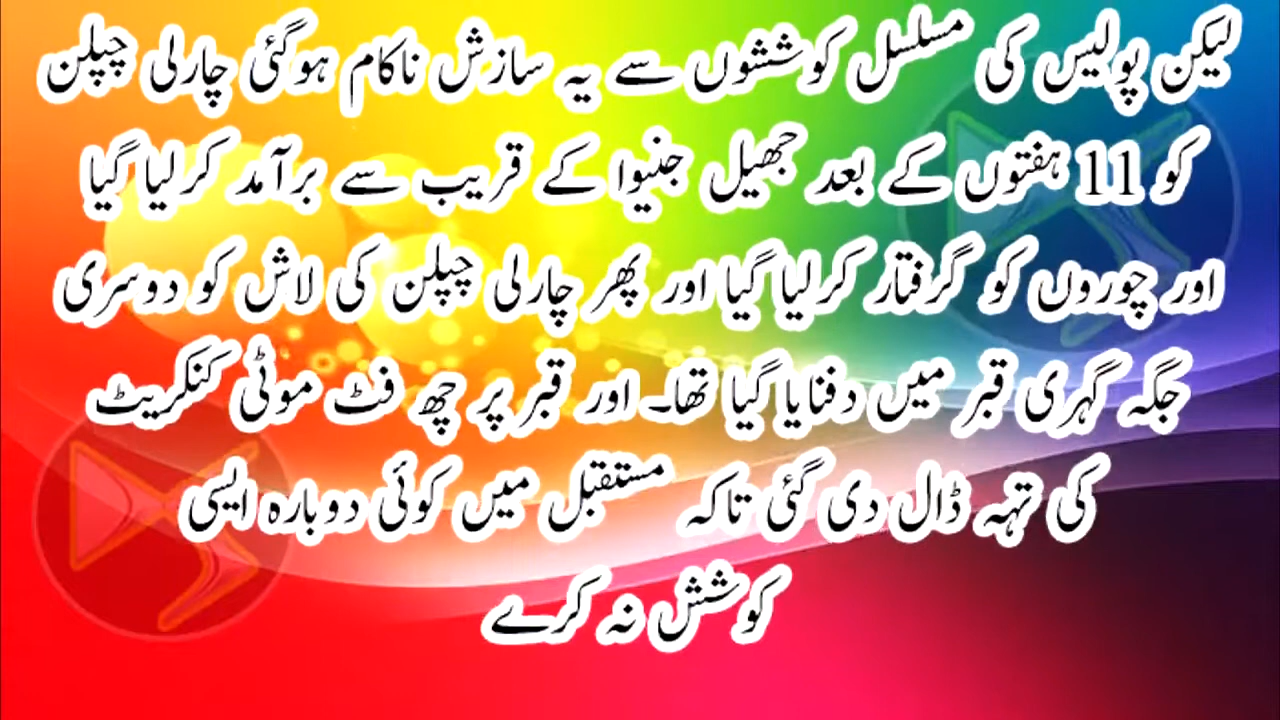 لیکن پولیس کی مسلسل کوششوں سے یہ سازش ناکام ہوگئی چارلی چپلن
کو 11 ہفتوں کے بعد جھیل جنیوا کے قریب سے برآمد کرلیا گیا
اور چوروں کو گرفتار کرلیا گیا اور پھر چارلی چپلن کی لاش کو دوسری
جگہ گہری قبر میں دفنایا گیا تھا۔ اور قبر پر چھ فٹ موٹی کنکریٹ
کی تہہ ڈال دی گئی تاکہ مستقبل میں کوئی دوبارہ ایسی
کوشش نہ کرے